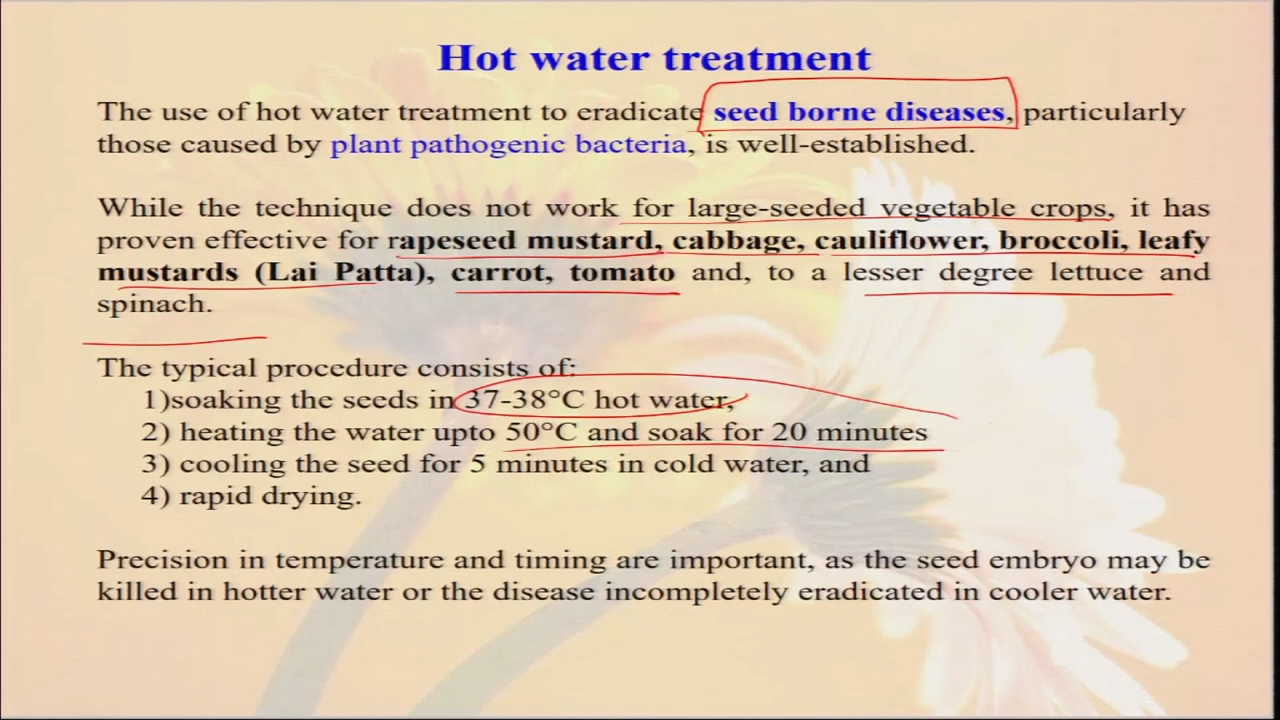 Hot water treatment
The use of hot water treatment to eradicate seed borne diseases, particularly
those caused by plant pathogenic bacteria, is well-established.
While the technique does not work for large-seeded vegetable crops, it has
proven effective for rapeseed mustard, cabbage, cauliflower, broccoli, leafy
mustards (Lai Patta), carrot, tomato and, to a lesser degree lettuce and
spinach.
The typical procedure consists of:
1)soaking the seeds in 37-38°C hot water,
2) heating the water upto 50°C and soak for 20 minutes
3) cooling the seed for 5 minutes in cold water, and
4) rapid drying.
Precision in temperature and timing are important, as the seed embryo may be
killed in hotter water or the disease incompletely eradicated in cooler water.